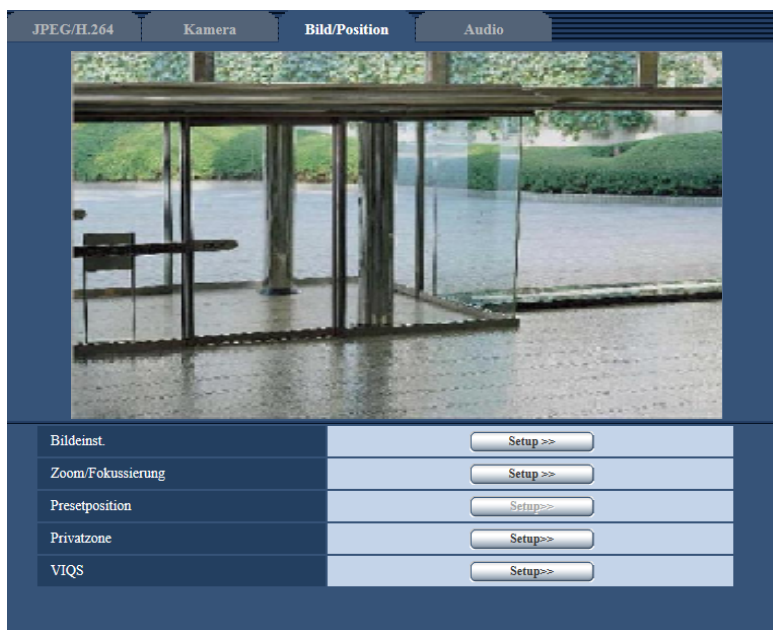 JPEG/H.264 Kamera Bild/Position Audio
Bildeinst. Setup >>
Zoom/Fokussierung Setup >>
Presetposition Setup>>
Privatzone Setup>>
VIQS Setup>>